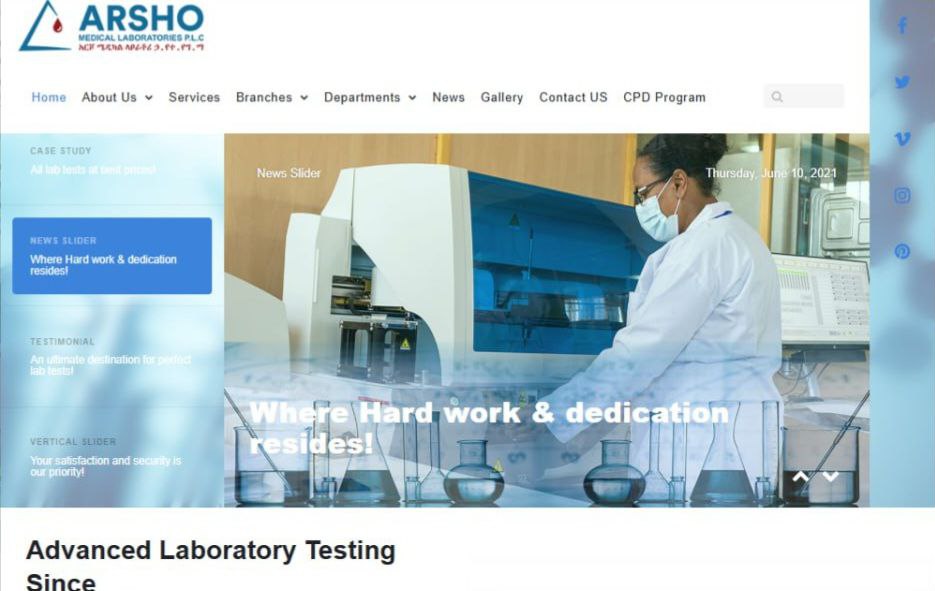 ARSHO
MEDICAL LABORATORIES P.L.C
አርሾ ሜዲካል ላቦራቶሪ ኃ.የተ.የግ.ማ
Home About Us Services Branches Departments News Gallery Contact US CPD Program
CASE STUDY
All lab tests at best prices!
NEWS SLIDER
Where Hard work & dedication
resides!
TESTIMONIAL
An ultimate destination for perfect
lab tests!
VERTICAL SLIDER
Your satisfaction and security is
our priority!
News Slider
Thursday, June 10, 2021
Where Hard work & dedication
resides!
Advanced Laboratory Testing
Since